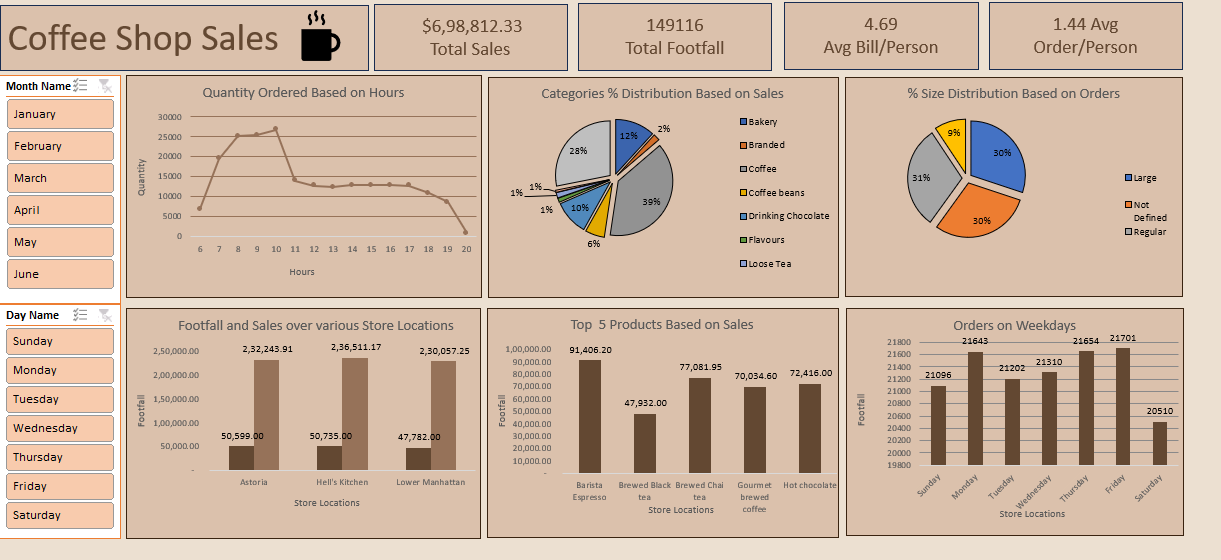 Coffee Shop Sales
$6,98,812.33
Total Sales
149116
Total Footfall
4.69
Avg Bill/Person
1.44 Avg
Order/Person
Month Name
January
February
March
April
May
June
Day Name
Sunday
Monday
Tuesday
Wednesday
Thursday
Friday
Saturday
Quantity Ordered Based on Hours
Quantity
30000
25000
20000
15000
10000
5000
0
6 7 8 9 10 11 12 13 14 15 16 17 18 19 20
Hours
Categories % Distribution Based on Sales
12%
2%
39%
6%
10%
1%
1%
1%
28%
Bakery
Branded
Coffee
Coffee beans
Drinking Chocolate
Flavours
Loose Tea
% Size Distribution Based on Orders
9%
30%
31%
30%
Large
Not
Defined
Regular
Footfall and Sales over various Store Locations
Footfall
2,50,000.00
2,00,000.00
1,50,000.00
1,00,000.00
50,000.00
-
2,32,243.91
2,36,511.17
2,30,057.25
50,599.00
50,735.00
47,782.00
Astoria
Hell's Kitchen
Lower Manhattan
Store Locations
Top 5 Products Based on Sales
Footfall
1,00,000.00
90,000.00
80,000.00
70,000.00
60,000.00
50,000.00
40,000.00
30,000.00
20,000.00
10,000.00
-
91,406.20
47,932.00
77,081.95
70,034.60
72,416.00
Barista
Espresso
Brewed Black
tea
Brewed Chai
tea
Gourmet
brewed
coffee
Hot chocolate
Store Locations
Orders on Weekdays
Footfall
21800
21600
21400
21200
21000
20800
20600
20400
20200
20000
19800
21096
21643
21202
21310
21654
21701
20510
Sunday
Monday
Tuesday
Wednesday
Thursday
Friday
Saturday
Store Locations